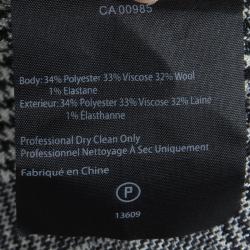 CA 00985
Body: 34% Polyester 33% Viscose 32% Wool
1% Elastane
Exterieur: 34% Polyester 33% Viscose 32% Laine
1% Élasthanne
Professional Dry Clean Only
Professionnel Nettoyage À Sec Uniquement
Fabriqué en Chine
P
13609